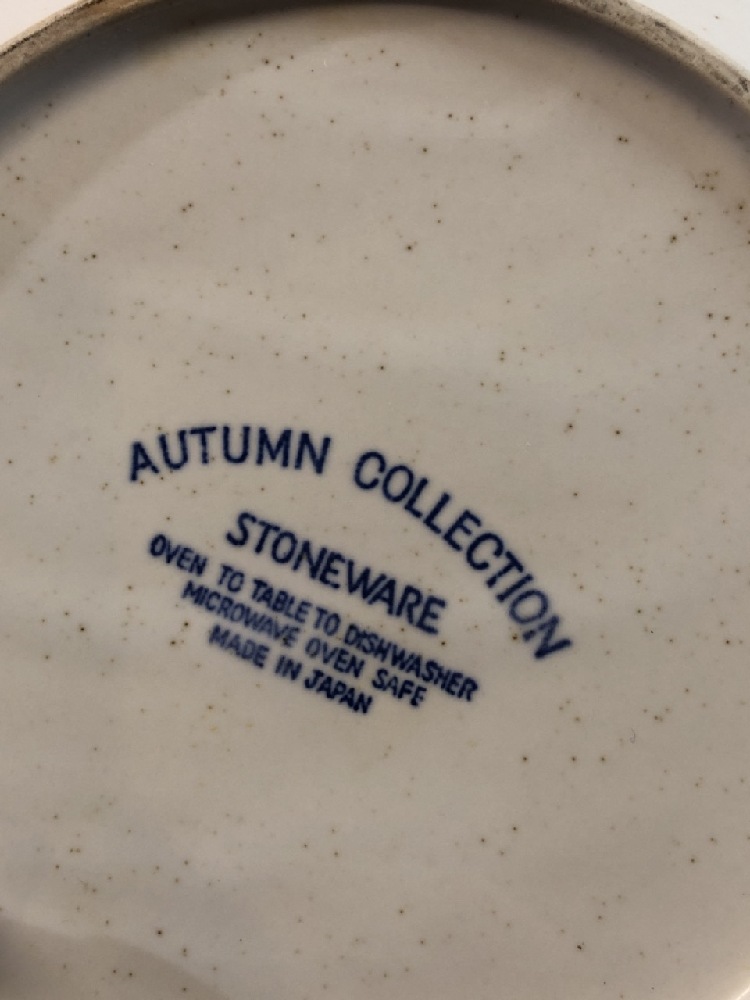 AUTUMN COLLECTION
STONEWARE
OVEN TO TABLE TO DISHWASHER
MICROWAVE OVEN SAFE
MADE IN JAPAN